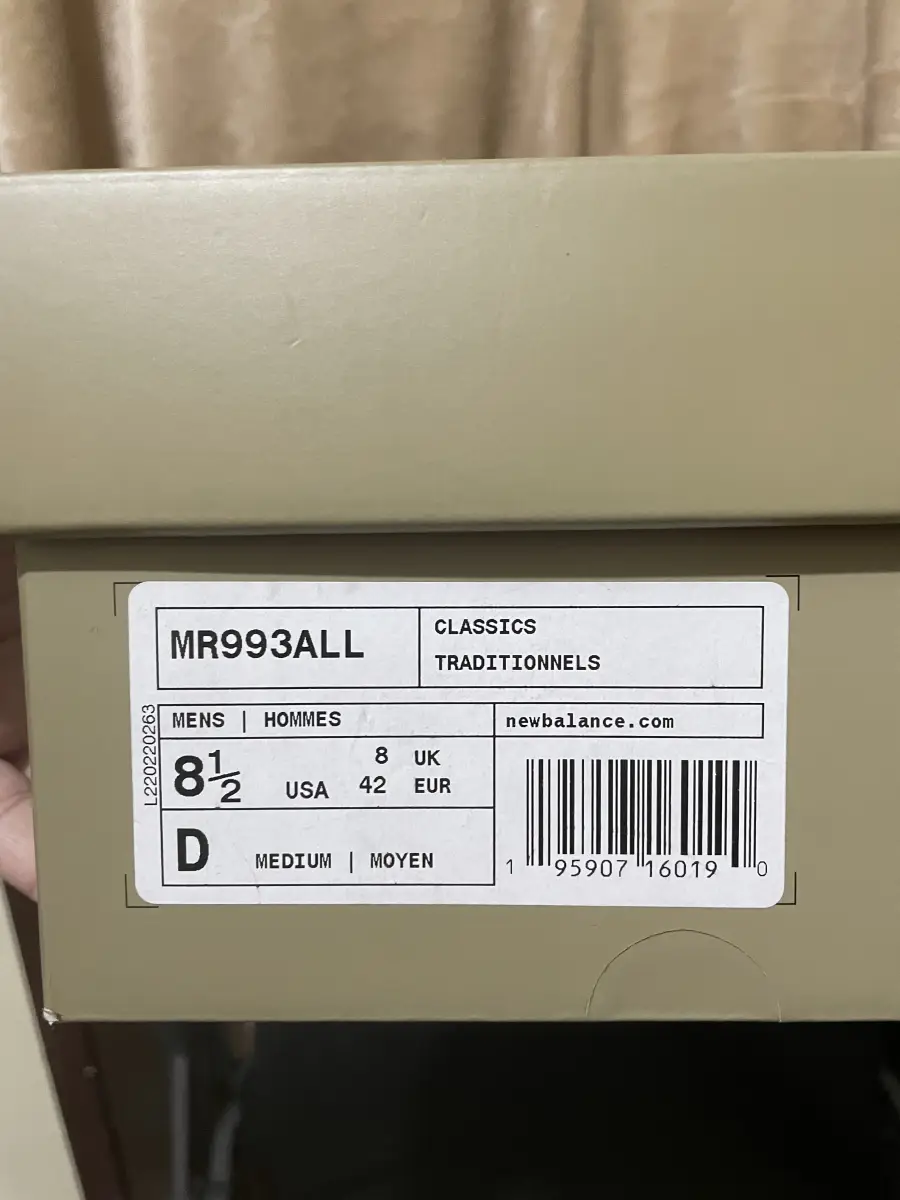 MR993ALL
CLASSICS
TRADITIONNELS
L220220263
MENS | HOMMES
newbalance.com
8½ USA
8 UK
42 EUR
D MEDIUM | MOYEN
1 95907 16019 0